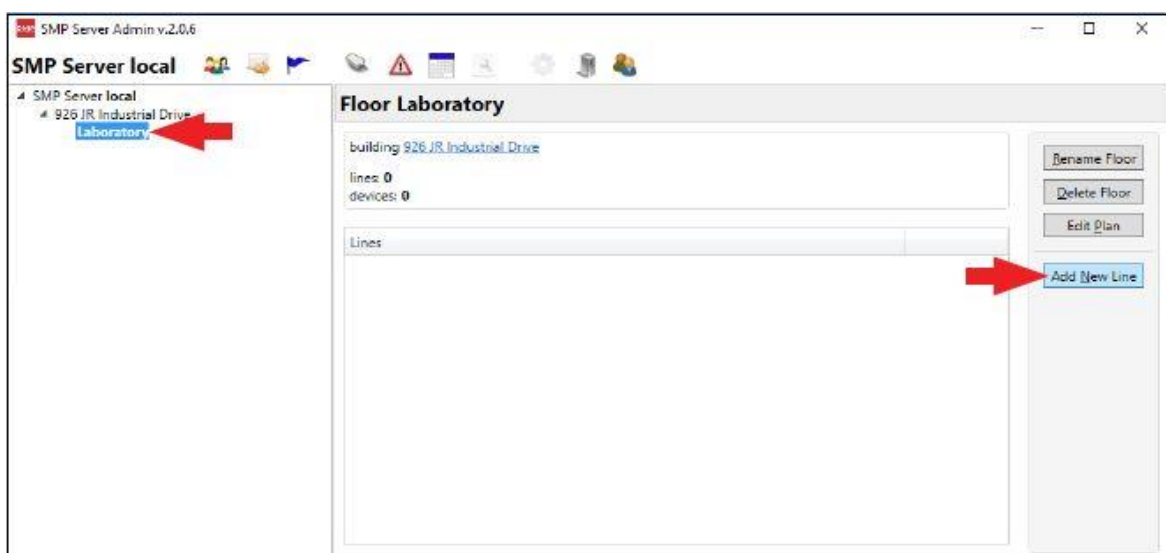 SMP Server Admin v.2.0.6
SMP Server local
SMP Server local
926 JR Industrial Drive
Laboratory
Floor Laboratory
building 926 JR Industrial Drive
lines: 0
devices: 0
Lines
Rename Floor
Delete Floor
Edit Plan
Add New Line